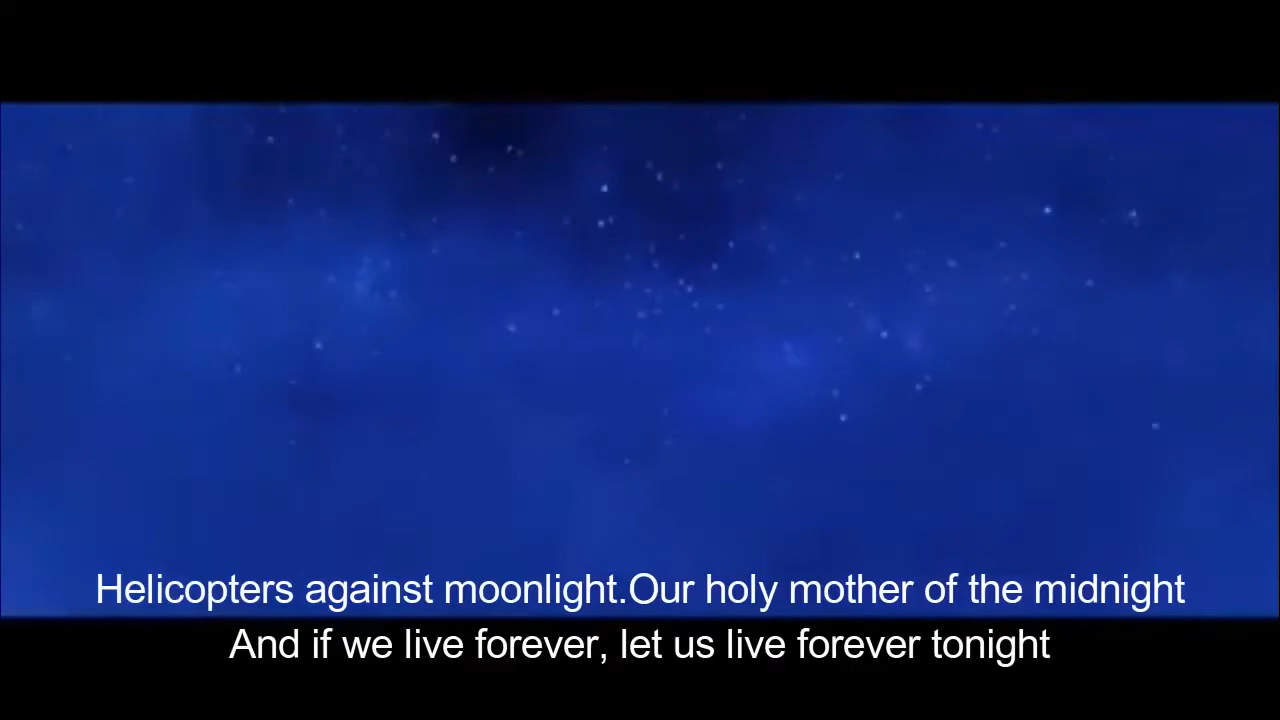 Helicopters against moonlight.Our holy mother of the midnight
And if we live forever, let us live forever tonight